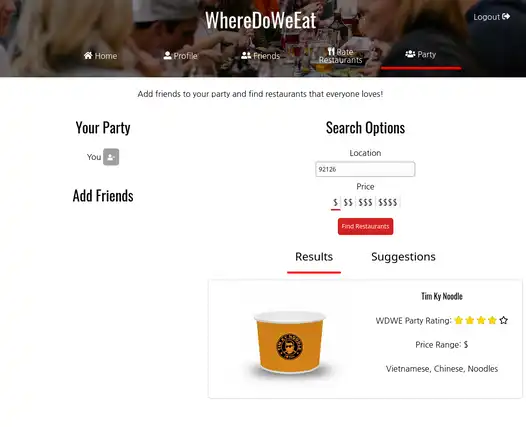 WhereDoWeEat
Logout
Home
Profile
Friends
Rate
Restaurants
Party
Add friends to your party and find restaurants that everyone loves!
Your Party
You
Add Friends
Search Options
Location
92126
Price
$ $$ $$$ $$$$
Find Restaurants
Results Suggestions
Tim Ky Noodle
WDWE Party Rating:
Price Range: $
Vietnamese, Chinese, Noodles